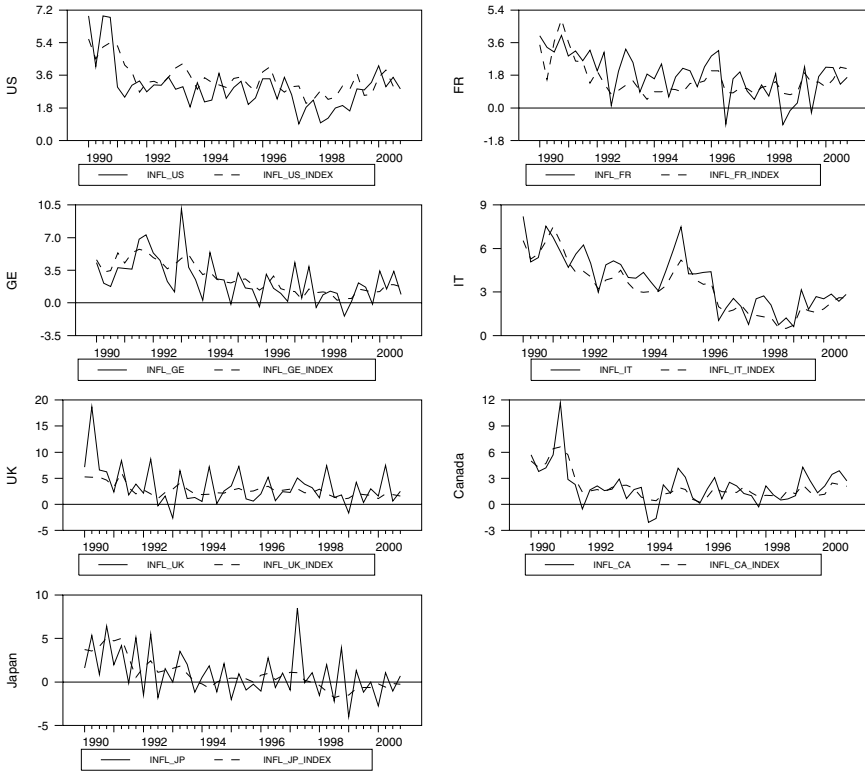 US
7.2
5.4
3.6
1.8
0.0
1990 1992 1994 1996 1998 2000
INFL_US INFL_US_INDEX
FR
5.4
3.6
1.8
0.0
-1.8
1990 1992 1994 1996 1998 2000
INFL_FR INFL_FR_INDEX
GE
10.5
7.0
3.5
0.0
-3.5
1990 1992 1994 1996 1998 2000
INFL_GE INFL_GE_INDEX
IT
9
6
3
0
1990 1992 1994 1996 1998 2000
INFL_IT INFL_IT_INDEX
UK
20
15
10
5
0
-5
1990 1992 1994 1996 1998 2000
INFL_UK INFL_UK_INDEX
Canada
12
9
6
3
0
-3
1990 1992 1994 1996 1998 2000
INFL_CA INFL_CA_INDEX
Japan
10
5
0
-5
1990 1992 1994 1996 1998 2000
INFL_JP INFL_JP_INDEX